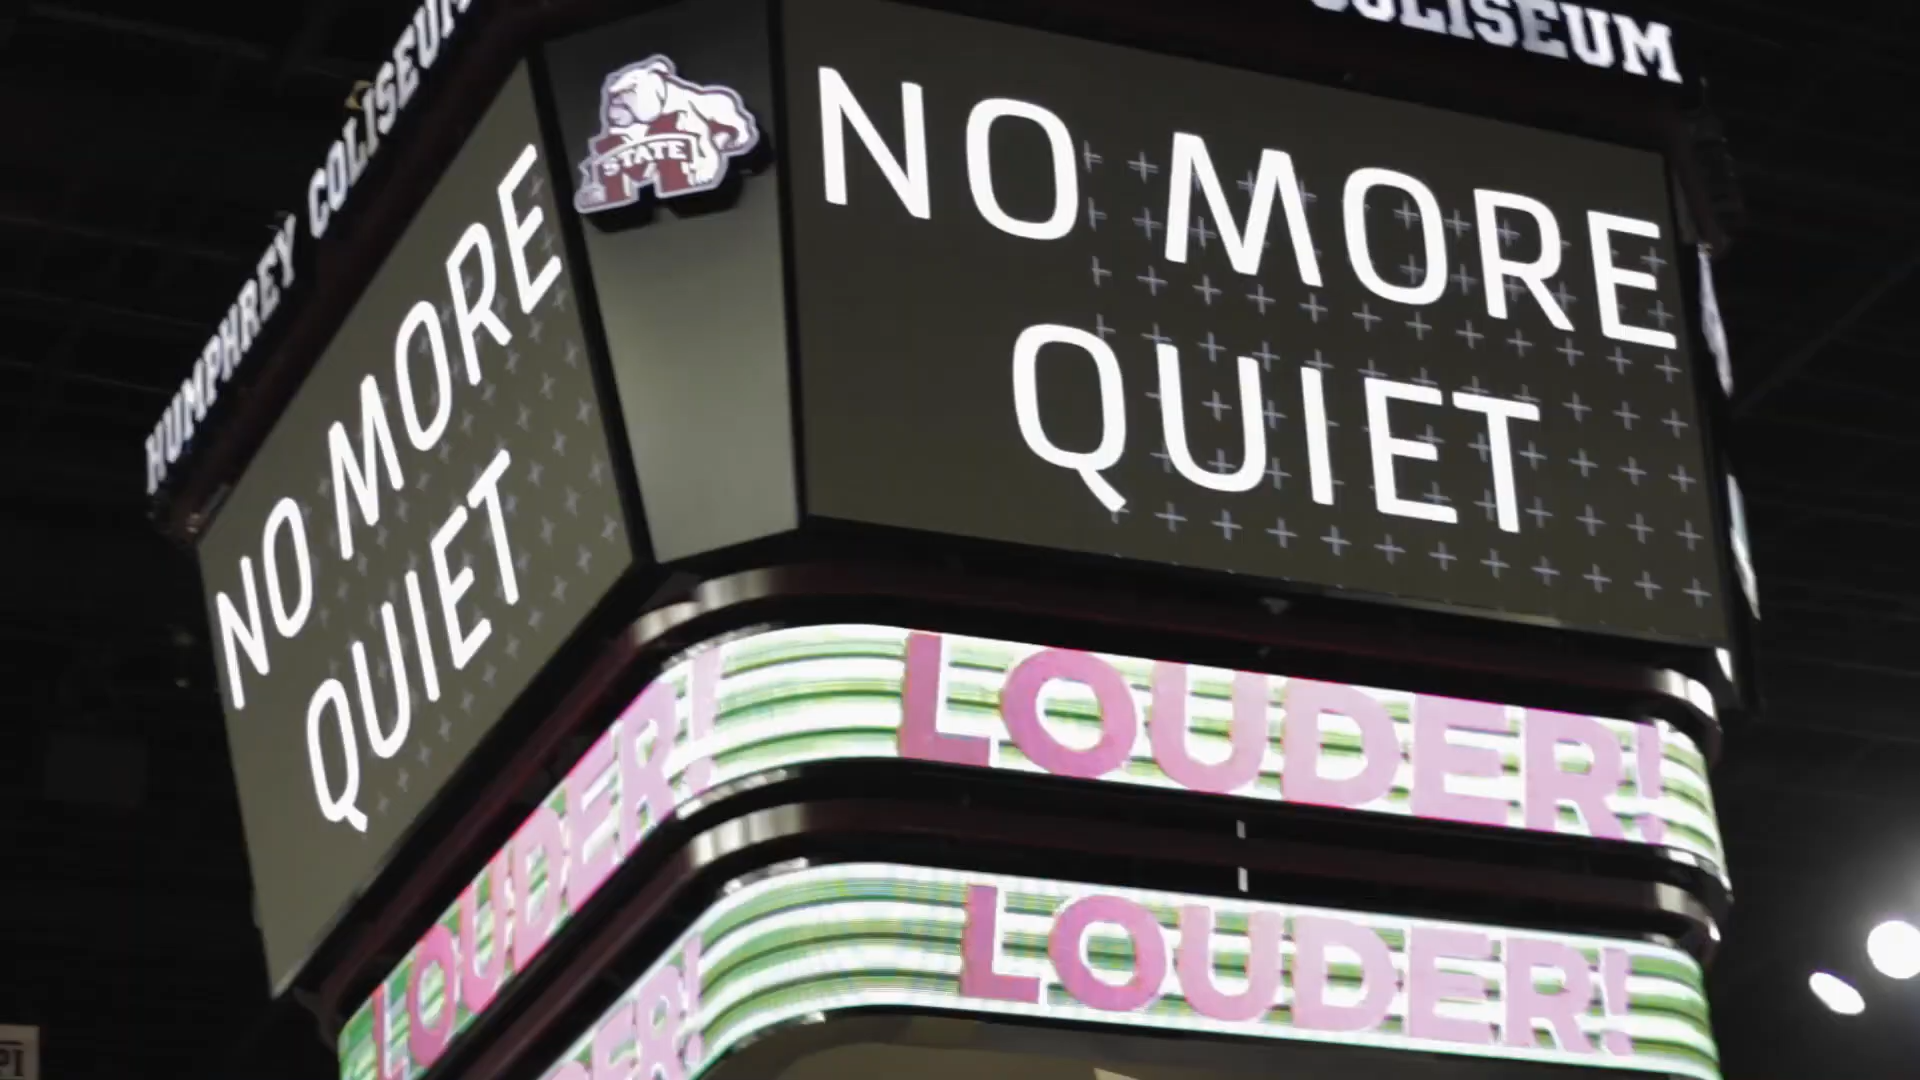 HUMPHREY COLISEUM
COLISEUM
STATE
NO MORE
QUIET
NO MORE
QUIET
LOUDER!
LOUDER!
LOUDER!